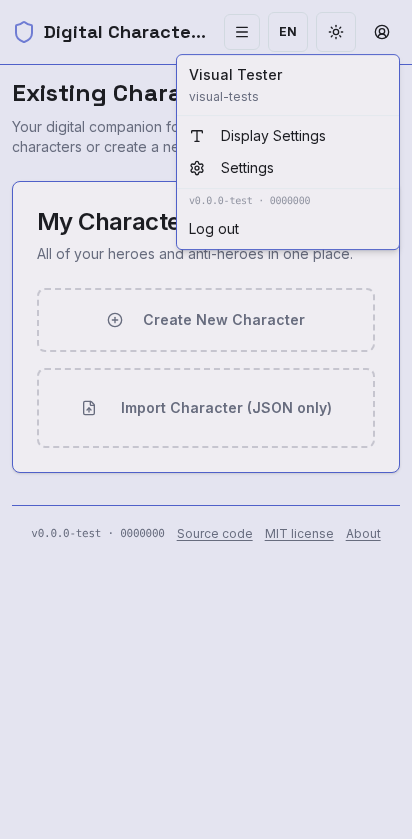 Digital Characte...
EN
Visual Tester
visual-tests
Display Settings
Settings
v0.0.0-test · 0000000
Log out
Existing Chara
Your digital companion fo
characters or create a ne
My Characte
All of your heroes and anti-heroes in one place.
Create New Character
Import Character (JSON only)
v0.0.0-test · 0000000 Source code MIT license About